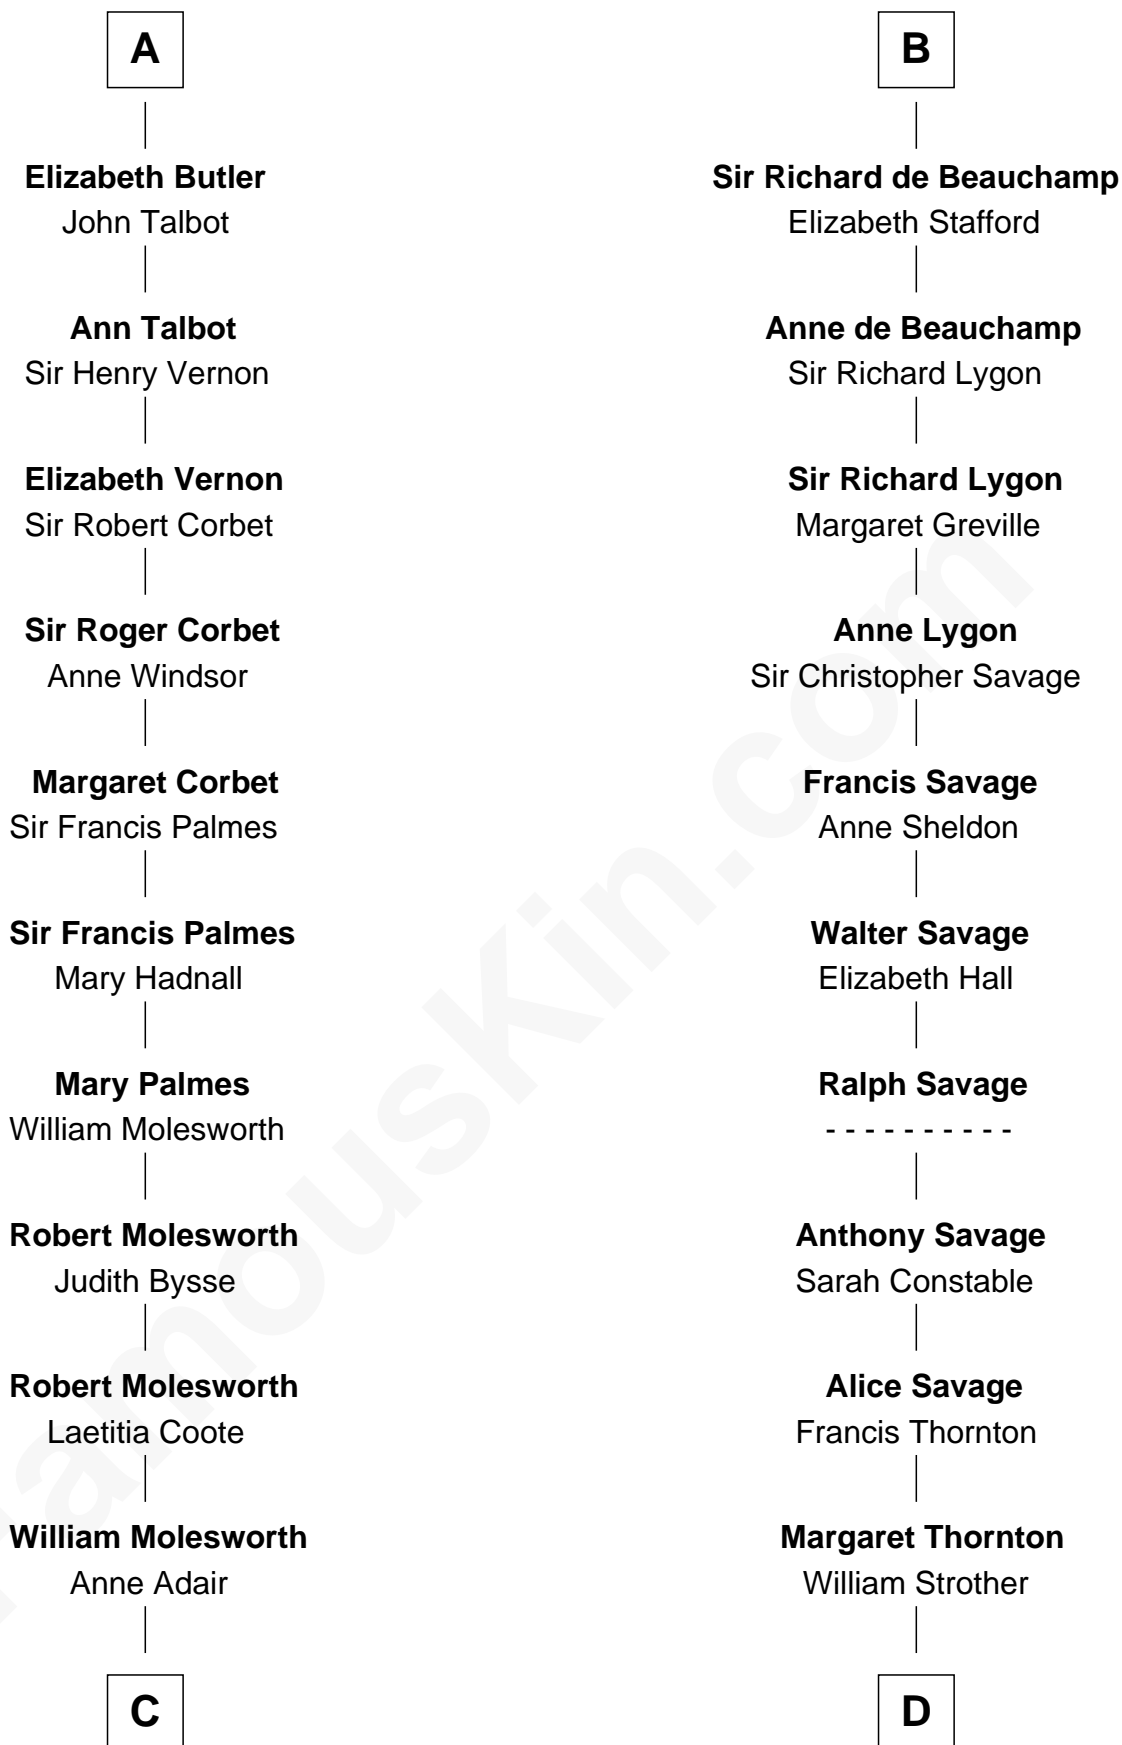 A
Elizabeth Butler
John Talbot
Ann Talbot
Sir Henry Vernon
Elizabeth Vernon
Sir Robert Corbet
Sir Roger Corbet
Anne Windsor
Margaret Corbet
Sir Francis Palmes
Sir Francis Palmes
Mary Hadnall
Mary Palmes
William Molesworth
Robert Molesworth
Judith Bysse
Robert Molesworth
Laetitia Coote
William Molesworth
Anne Adair
C
B
Sir Richard de Beauchamp
Elizabeth Stafford
Anne de Beauchamp
Sir Richard Lygon
Sir Richard Lygon
Margaret Greville
Anne Lygon
Sir Christopher Savage
Francis Savage
Anne Sheldon
Walter Savage
Elizabeth Hall
Ralph Savage
- - - - - - - - - -
Anthony Savage
Sarah Constable
Alice Savage
Francis Thornton
Margaret Thornton
William Strother
D
FamousKin.com